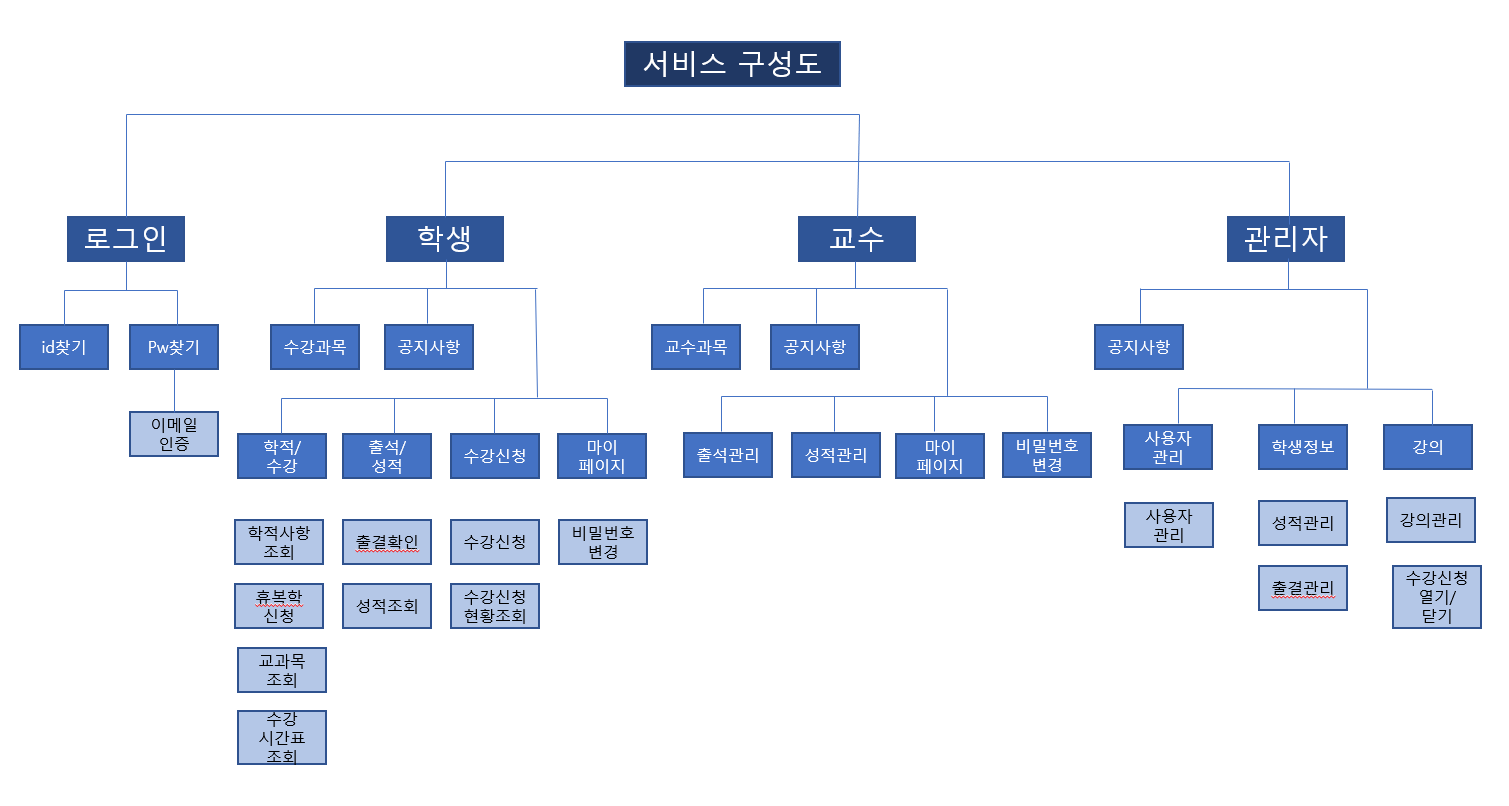 서비스 구성도
로그인
학생
교수
관리자
id찾기
Pw찾기
수강과목
공지사항
교수과목
공지사항
공지사항
이메일
인증
학적/
수강
출석/
성적
수강신청
마이
페이지
출석관리
성적관리
마이
페이지
비밀번호
변경
사용자
관리
학생정보
강의
학적사항
조회
출결확인
수강신청
비밀번호
변경
사용자
관리
성적관리
강의관리
휴복학
신청
성적조회
수강신청
현황조회
출결관리
수강신청
열기/
닫기
교과목
조회
수강
시간표
조회